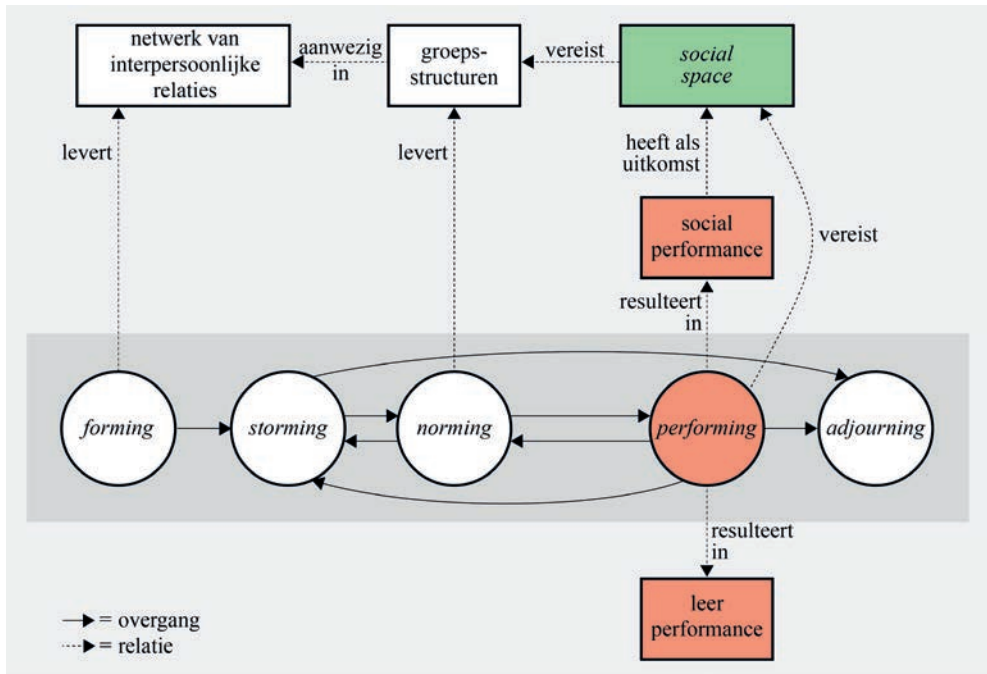 netwerk van
interpersoonlijke
relaties
aanwezig
in
groeps-
structuren
vereist
social
space
levert
levert
heeft als
uitkomst
social
performance
vereist
resulteert
in
forming
storming
norming
performing
adjourning
resulteert
in
leer
performance
= overgang
= relatie